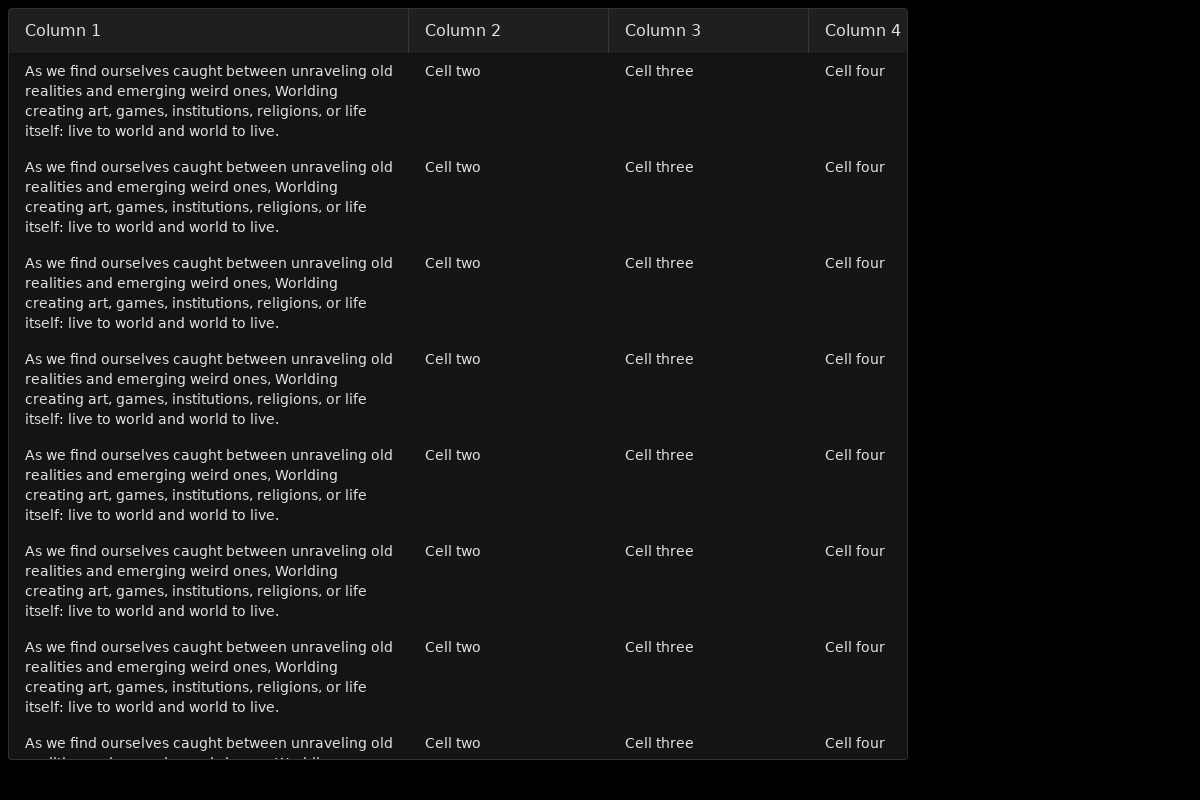 Column 1 Column 2 Column 3 Column 4
As we find ourselves caught between unraveling old Cell two Cell three Cell four
realities and emerging weird ones, Worlding
creating art, games, institutions, religions, or life
itself: live to world and world to live.
As we find ourselves caught between unraveling old Cell two Cell three Cell four
realities and emerging weird ones, Worlding
creating art, games, institutions, religions, or life
itself: live to world and world to live.
As we find ourselves caught between unraveling old Cell two Cell three Cell four
realities and emerging weird ones, Worlding
creating art, games, institutions, religions, or life
itself: live to world and world to live.
As we find ourselves caught between unraveling old Cell two Cell three Cell four
realities and emerging weird ones, Worlding
creating art, games, institutions, religions, or life
itself: live to world and world to live.
As we find ourselves caught between unraveling old Cell two Cell three Cell four
realities and emerging weird ones, Worlding
creating art, games, institutions, religions, or life
itself: live to world and world to live.
As we find ourselves caught between unraveling old Cell two Cell three Cell four
realities and emerging weird ones, Worlding
creating art, games, institutions, religions, or life
itself: live to world and world to live.
As we find ourselves caught between unraveling old Cell two Cell three Cell four
realities and emerging weird ones, Worlding
creating art, games, institutions, religions, or life
itself: live to world and world to live.
As we find ourselves caught between unraveling old Cell two Cell three Cell four